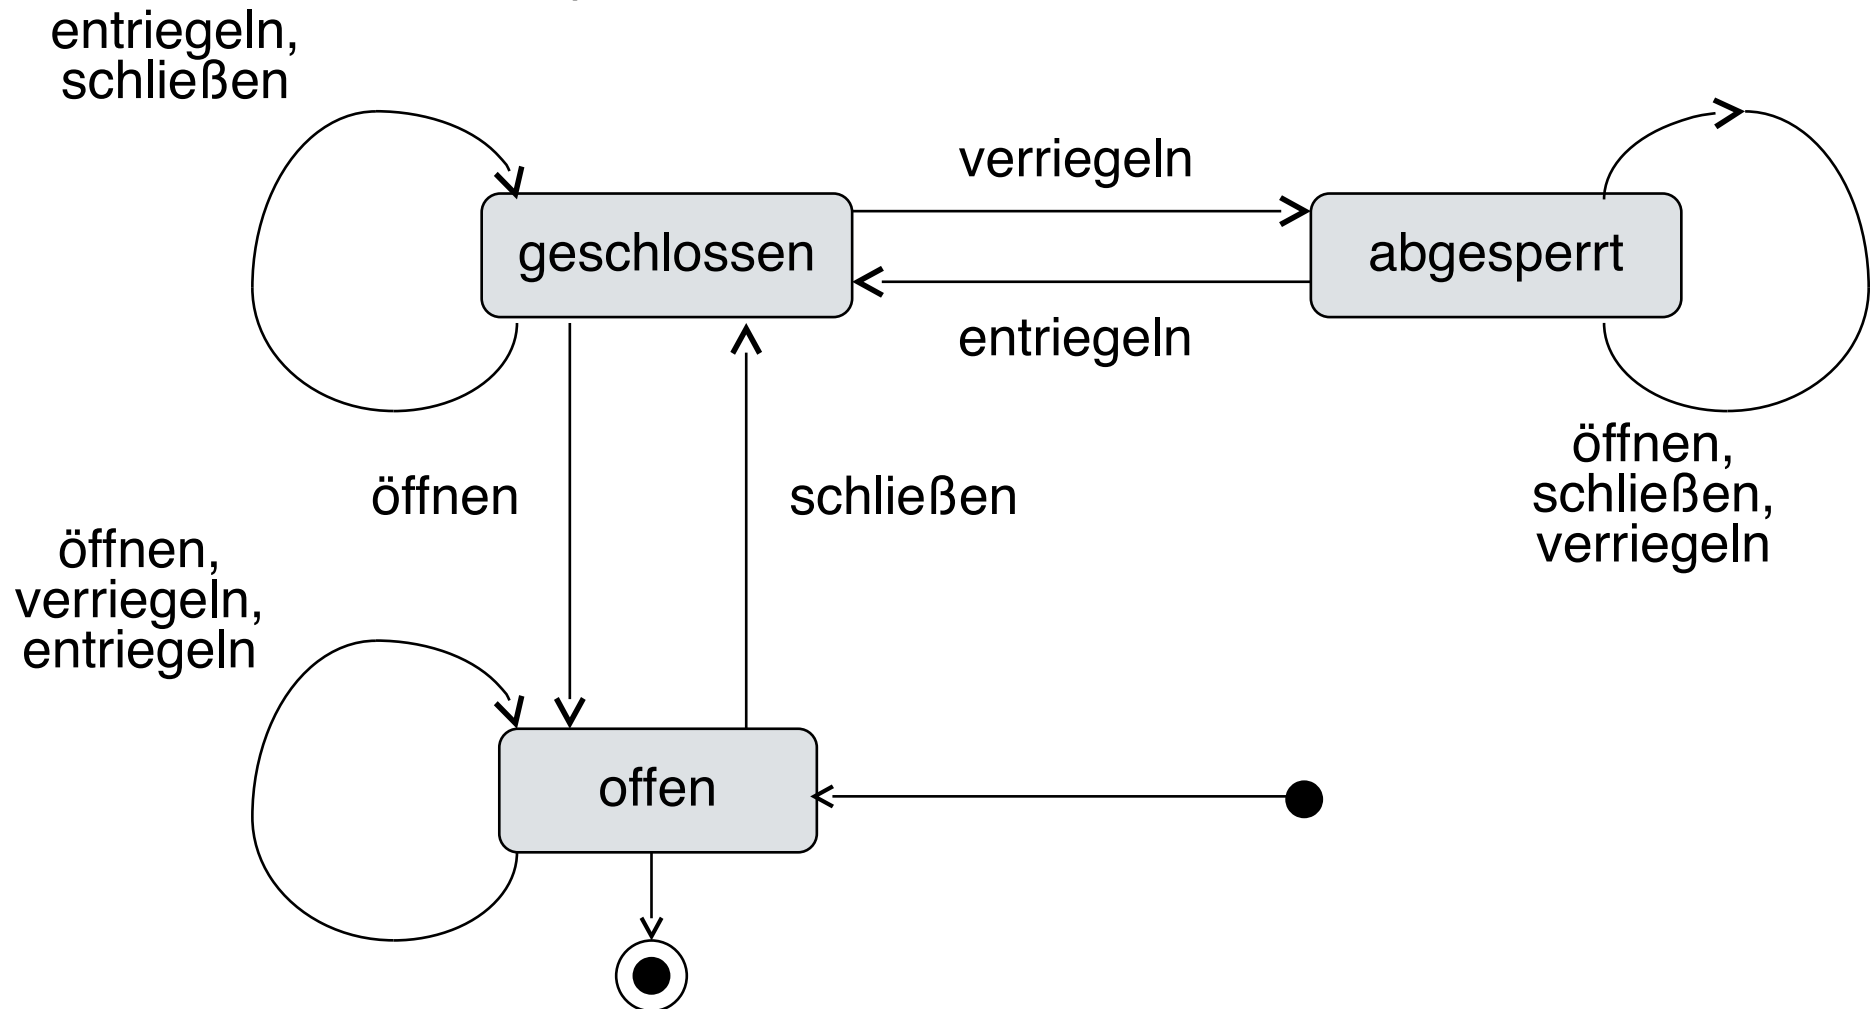 entriegeln,
schließen
verriegeln
geschlossen
abgesperrt
entriegeln
öffnen
schließen
öffnen,
schließen,
verriegeln
öffnen,
verriegeln,
entriegeln
offen